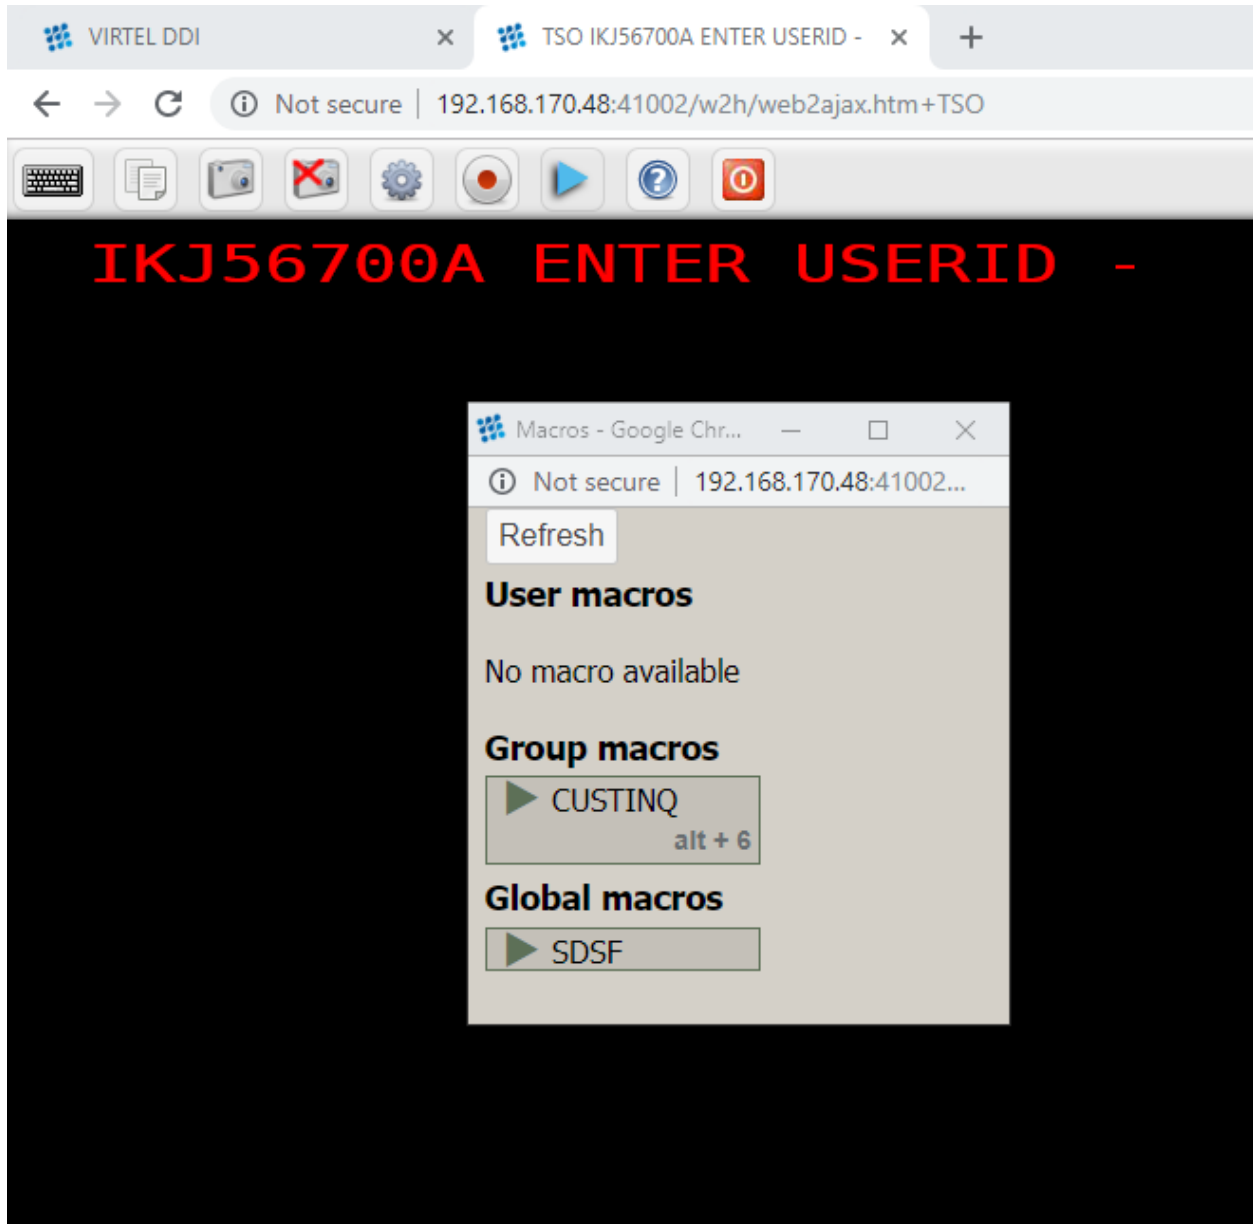 VIRTEL DDI
TSO IKJ56700A ENTER USERID -
Not secure | 192.168.170.48:41002/w2h/web2ajax.htm+TSO
IKJ56700A ENTER USERID -
Macros - Google Chr...
Not secure | 192.168.170.48:41002...
Refresh
User macros
No macro available
Group macros
CUSTINQ
alt + 6
Global macros
SDSF